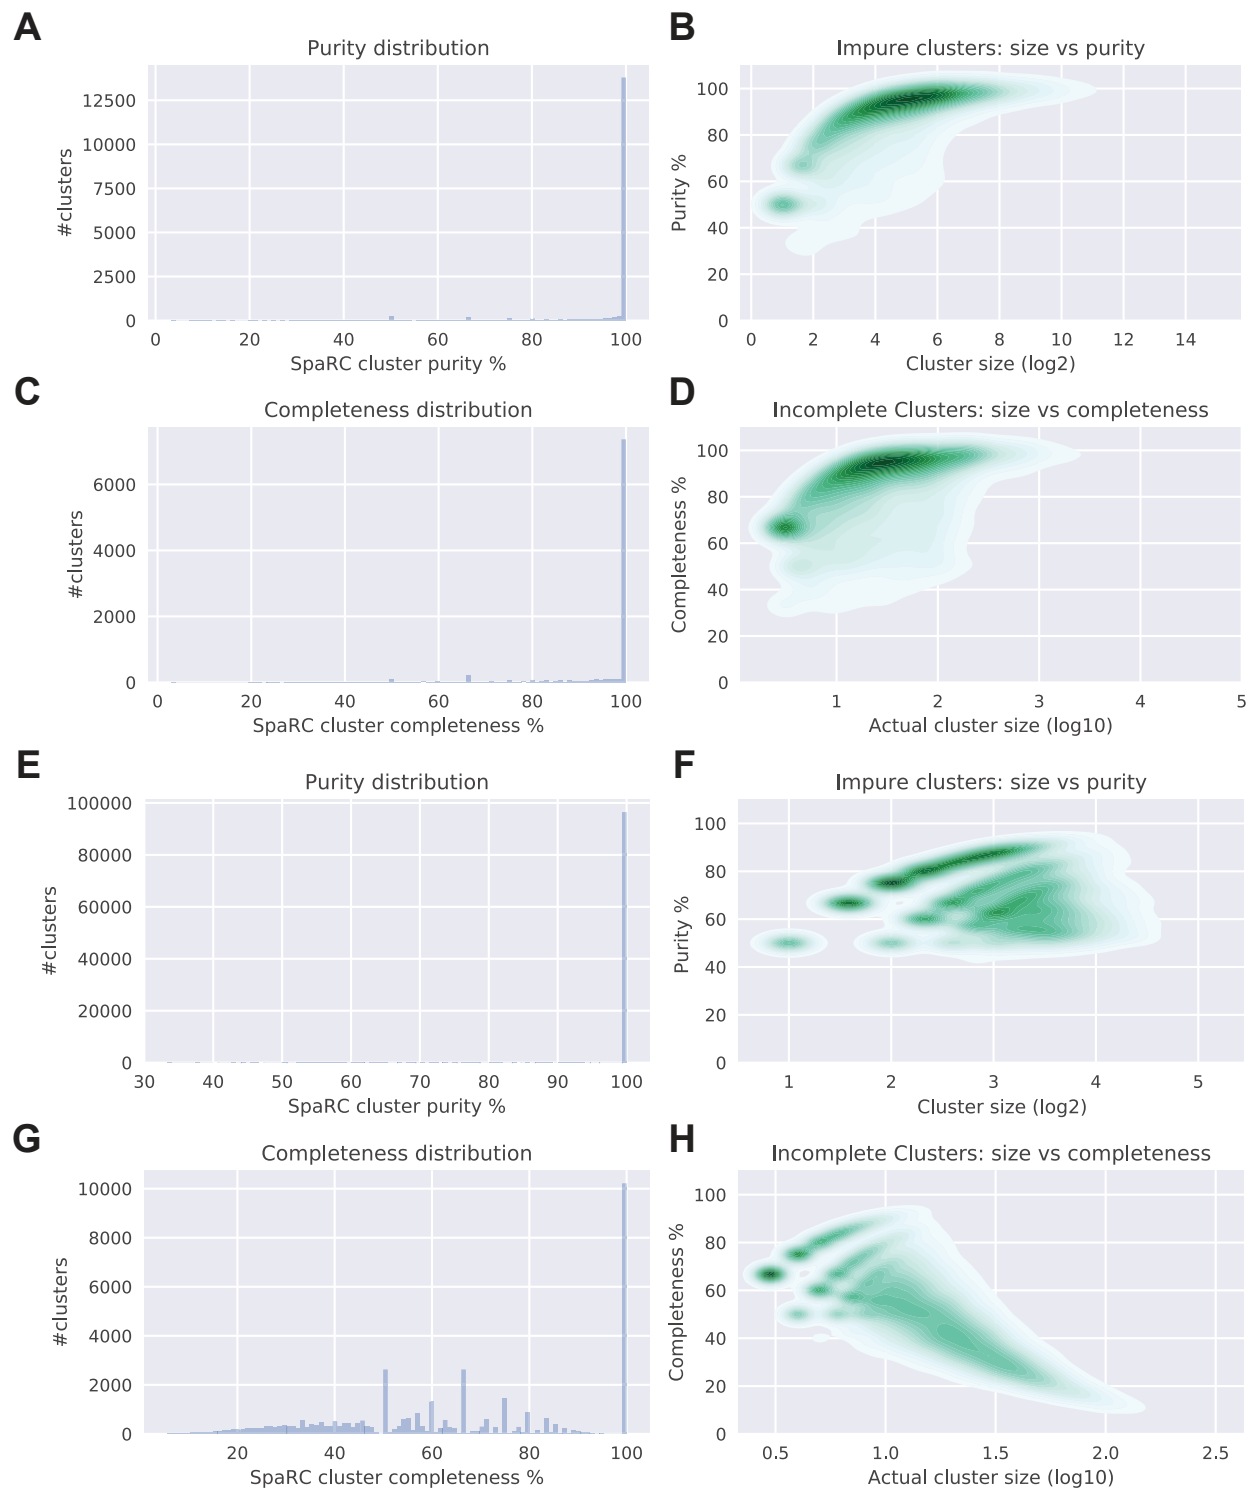 A
Purity distribution
12500
10000
7500
5000
2500
0
#clusters
0 20 40 60 80 100
SpaRC cluster purity %
B
Impure clusters: size vs purity
100
80
60
40
20
0
Purity %
0 2 4 6 8 10 12 14
Cluster size (log2)
C
Completeness distribution
6000
4000
2000
0
#clusters
0 20 40 60 80 100
SpaRC cluster completeness %
D
Incomplete Clusters: size vs completeness
100
80
60
40
20
0
Completeness %
1 2 3 4 5
Actual cluster size (log10)
E
Purity distribution
100000
80000
60000
40000
20000
0
#clusters
30 40 50 60 70 80 90 100
SpaRC cluster purity %
F
Impure clusters: size vs purity
100
80
60
40
20
0
Purity %
1 2 3 4 5
Cluster size (log2)
G
Completeness distribution
10000
8000
6000
4000
2000
0
#clusters
20 40 60 80 100
SpaRC cluster completeness %
H
Incomplete Clusters: size vs completeness
100
80
60
40
20
0
Completeness %
0.5 1.0 1.5 2.0 2.5
Actual cluster size (log10)